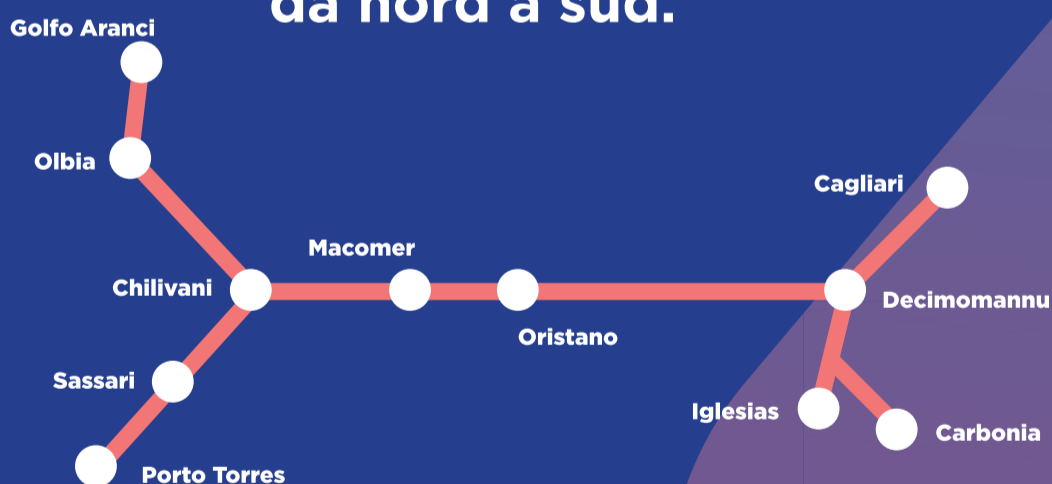 da nord a sud.
Golfo Aranci
Olbia
Cagliari
Macomer
Chilivani
Decimomannu
Oristano
Sassari
Iglesias
Carbonia
Porto Torres